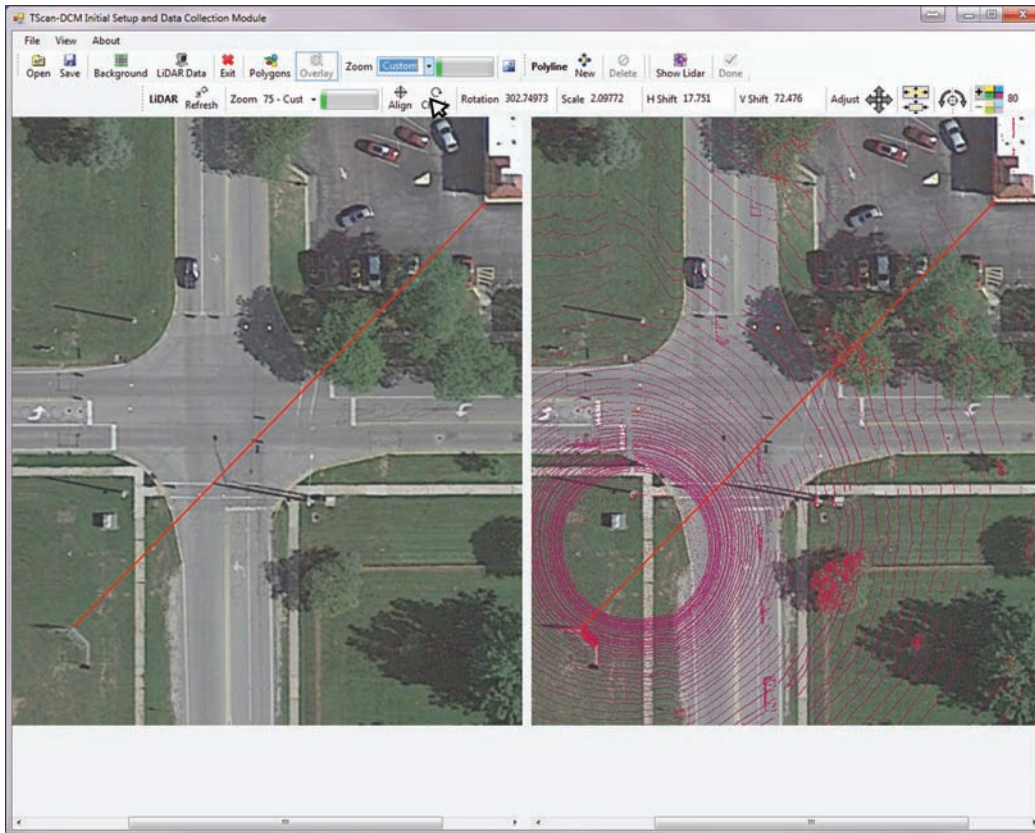 TScan-DCM Initial Setup and Data Collection Module
File View About
Open Save Background LiDAR Data Exit Polygons Overlay Zoom Custom Polyline New Delete Show Lidar Done
LiDAR Refresh Zoom 75 - Cust Align Rotation 302.74973 Scale 2.09772 H Shift 17.751 V Shift 72.476 Adjust 80